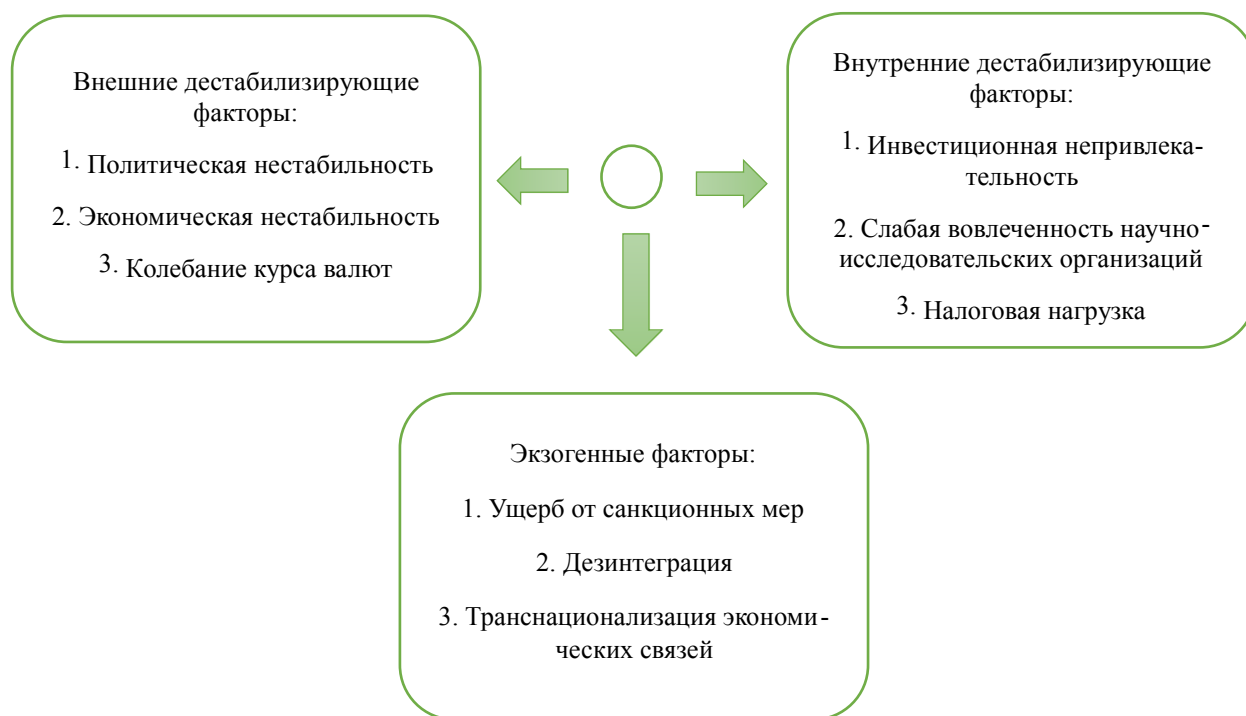 Внешние дестабилизирующие
факторы:
1. Политическая нестабильность
2. Экономическая нестабильность
3. Колебание курса валют
Внутренние дестабилизирующие
факторы:
1. Инвестиционная непривлека-
тельность
2. Слабая вовлеченность научно-
исследовательских организаций
3. Налоговая нагрузка
Экзогенные факторы:
1. Ущерб от санкционных мер
2. Дезинтеграция
3. Транснационализация экономи-
ческих связей